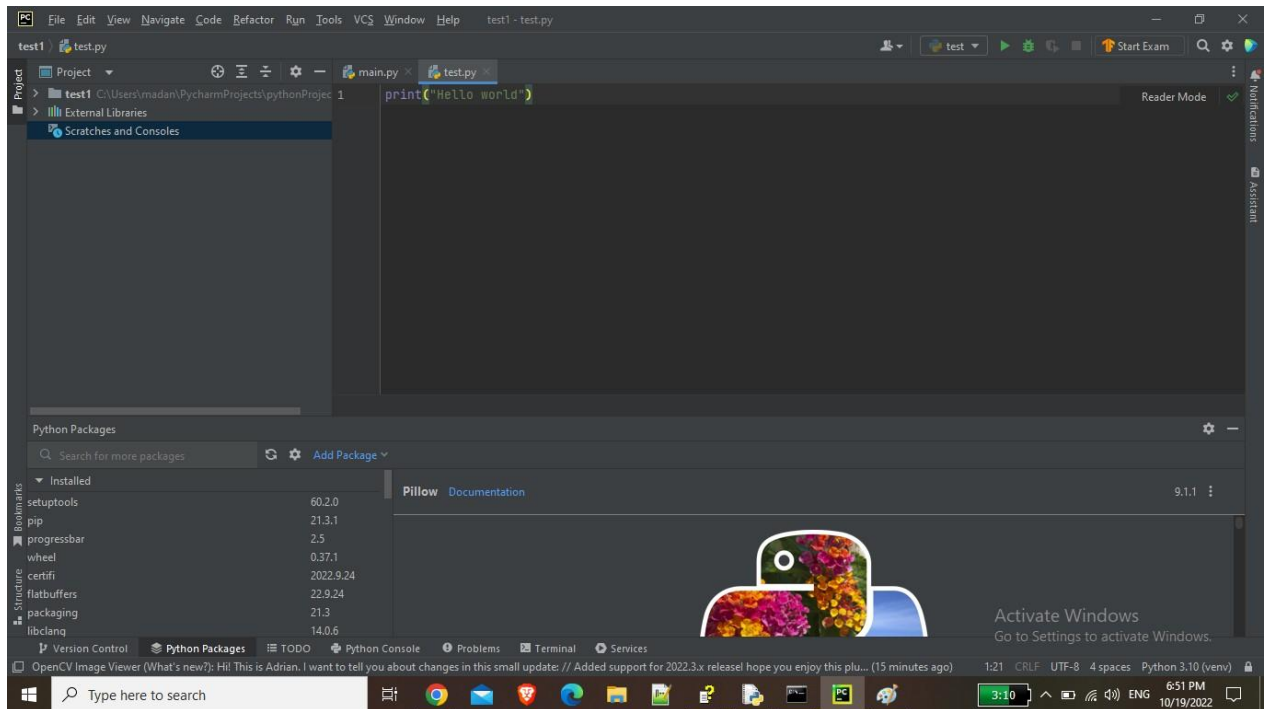 PC File Edit View Navigate Code Refactor Run Tools VCS Window Help test1 - test.py
test1 test.py test Start Exam
Project Project main.py test.py
test1 C:\Users\madan\PycharmProjects\pythonProjec 1 print("Hello world") Reader Mode
External Libraries
Scratches and Consoles
Notifications
Assistant
Python Packages
Search for more packages Add Package
Installed
Pillow Documentation 9.1.1
setuptools 60.2.0
pip 21.3.1
progressbar 2.5
wheel 0.37.1
certifi 2022.9.24
flatbuffers 22.9.24
packaging 21.3
libclang 14.0.6
Bookmarks
Structure
Activate Windows
Go to Settings to activate Windows.
Version Control Python Packages TODO Python Console Problems Terminal Services
OpenCV Image Viewer (What's new?): Hi! This is Adrian. I want to tell you about changes in this small update: // Added support for 2022.3.x releaseI hope you enjoy this plu... (15 minutes ago) 1:21 CRLF UTF-8 4 spaces Python 3.10 (venv)
Type here to search PC 3:10 ENG 6:51 PM
10/19/2022